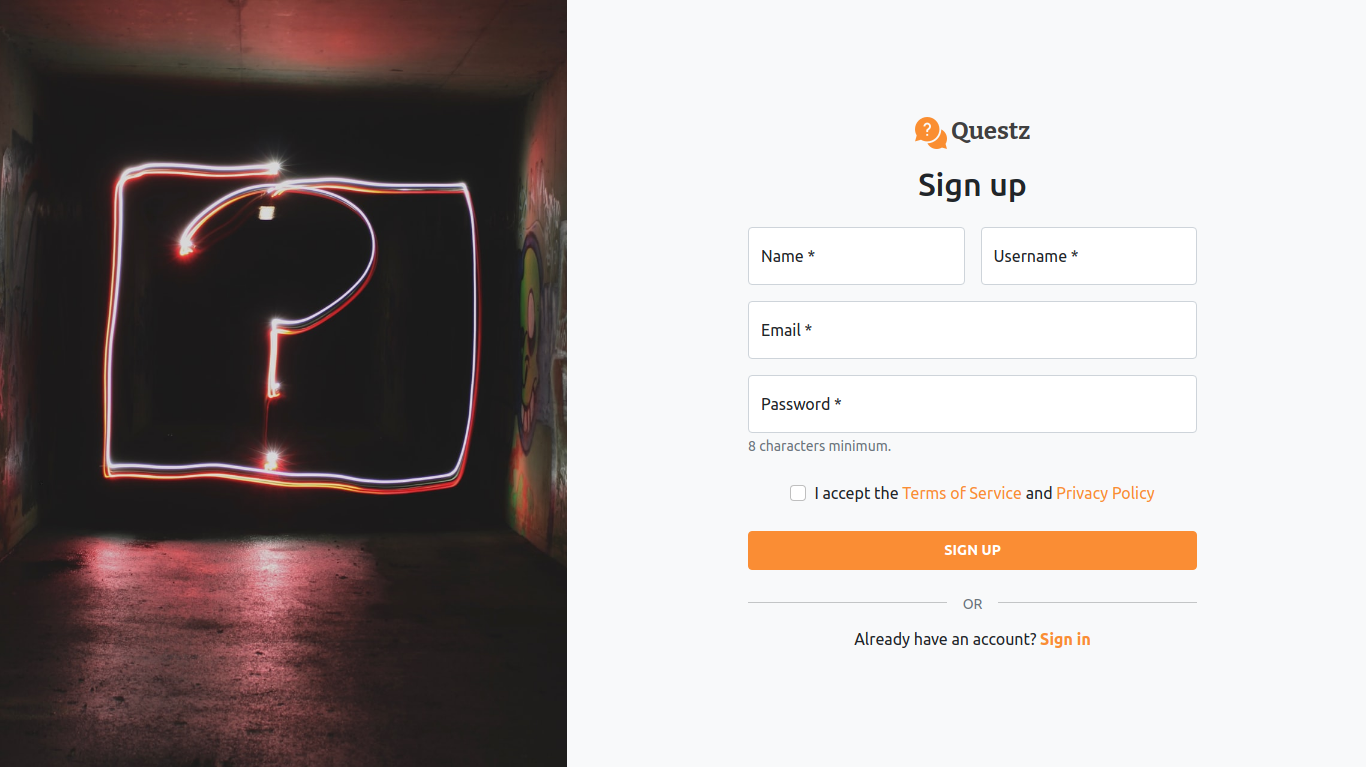 Questz
Sign up
Name *
Username *
Email *
Password *
8 characters minimum.
I accept the Terms of Service and Privacy Policy
SIGN UP
OR
Already have an account? Sign in